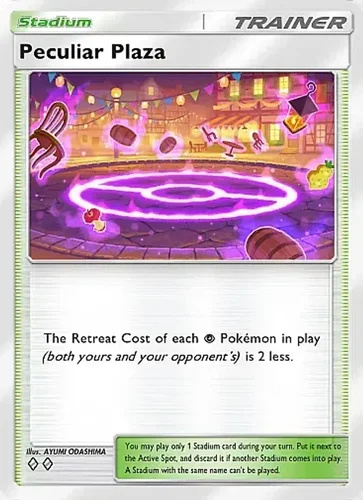 Stadium
TRAINER
Peculiar Plaza
The Retreat Cost of each Pokémon in play
(both yours and your opponent's) is 2 less.
Illus. AYUMI ODASHIMA
You may play only 1 Stadium card during your turn. Put it next to
the Active Spot, and discard it if another Stadium comes into play.
A Stadium with the same name can't be played.